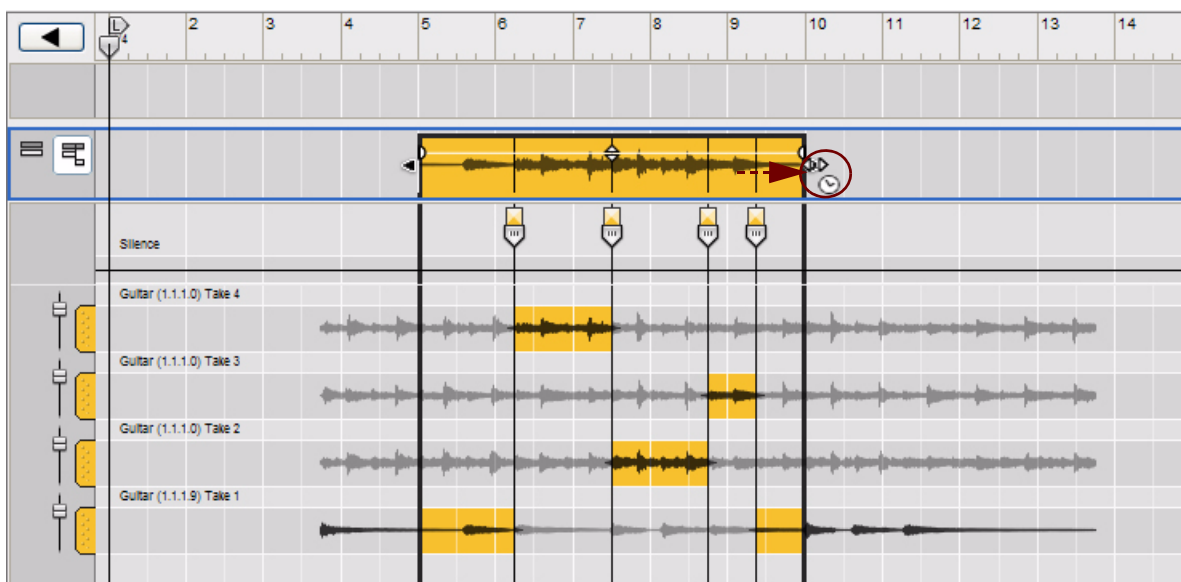 L 2 3 4 5 6 7 8 9 10 11 12 13 14
4
Silence
Guitar (1.1.1.0) Take 4
Guitar (1.1.1.0) Take 3
Guitar (1.1.1.0) Take 2
Guitar (1.1.1.9) Take 1